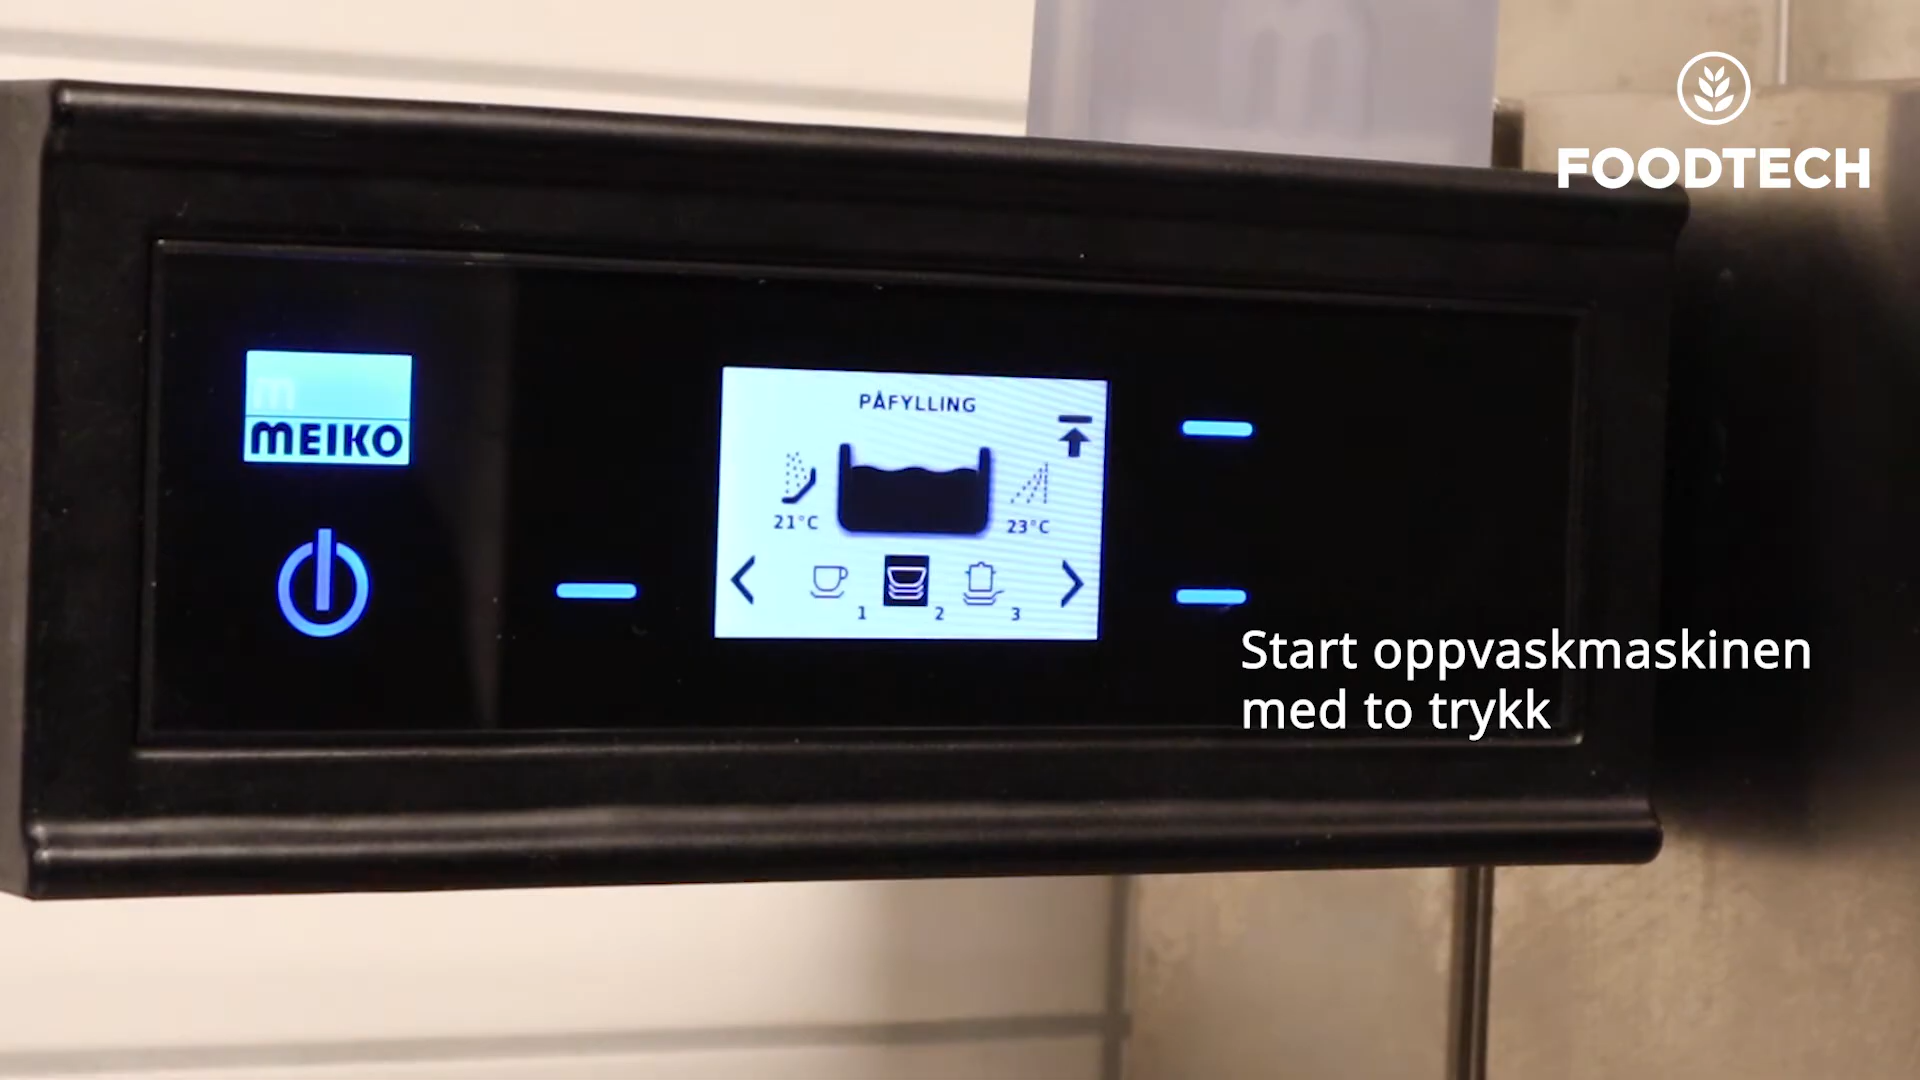 FOODTECH
m
MEIKO
PÅFYLLING
21°C
23°C
1 2 3
Start oppvaskmaskinen
med to trykk